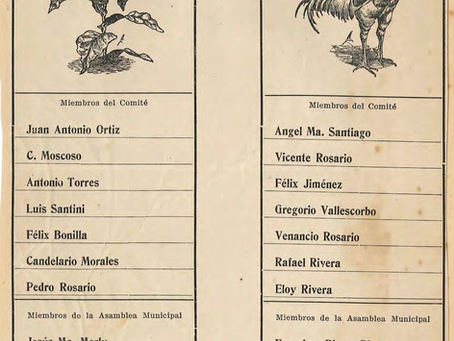 Miembros del Comité
Juan Antonio Ortiz
C. Moscoso
Antonio Torres
Luis Santini
Félix Bonilla
Candelario Morales
Pedro Rosario
Miembros de la Asamblea Municipal
Miembros del Comité
Angel Ma. Santiago
Vicente Rosario
Félix Jiménez
Gregorio Vallescorbo
Venancio Rosario
Rafael Rivera
Eloy Rivera
Miembros de la Asamblea Municipal